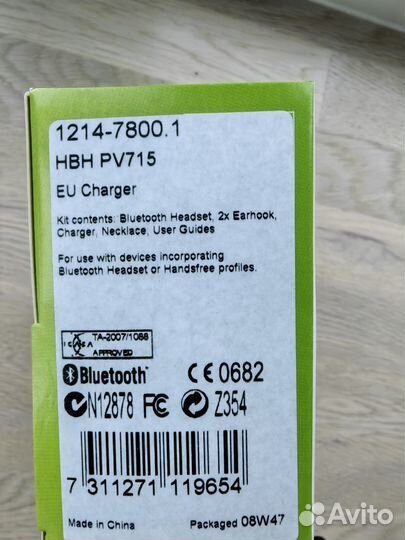 1214-7800.1
HBH PV715
EU Charger
Kit contents: Bluetooth Headset, 2x Earhook,
Charger, Necklace, User Guides
For use with devices incorporating
Bluetooth Headset or Handsfree profiles.
ICASA TA-2007/1088
APPROVED
Bluetooth CE 0682
N12878 FC Z354
7 311271 119654
Made in China Packaged 08W47
Avito